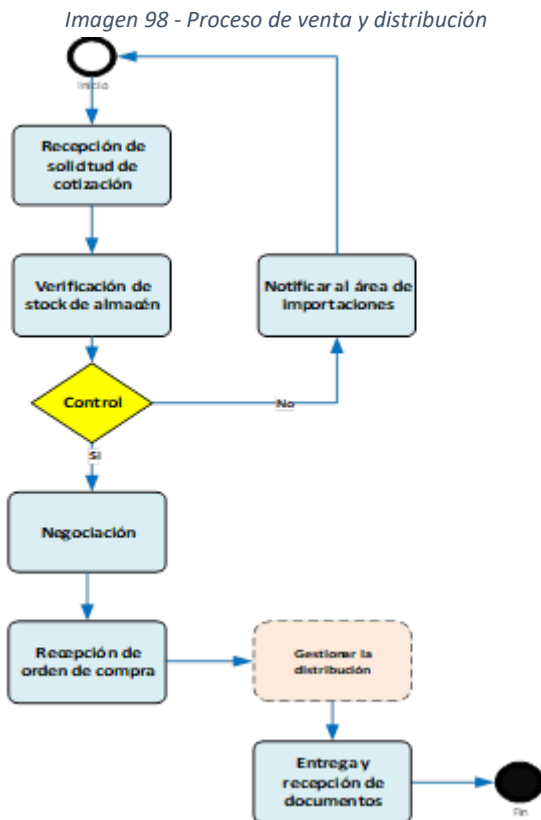 Imagen 98 - Proceso de venta y distribución
Inicio
Recepción de
solicitud de
cotización
Verificación de
stock de almacén
Notificar al área de
importaciones
Control
No
Si
Negociación
Recepción de
orden de compra
Gestionar la
distribución
Entrega y
recepción de
documentos
Fin